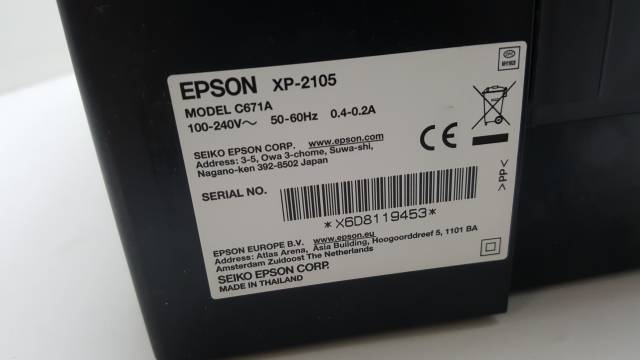 EPSON XP-2105
MODEL C671A
100-240V~ 50-60Hz 0.4-0.2A
SEIKO EPSON CORP. www.epson.com
Address: 3-5, Owa 3-chome, Suwa-shi,
Nagano-ken 392-8502 Japan
CE
>PP<
SERIAL NO.
*X6D8119453*
EPSON EUROPE B.V. www.epson.eu
Address: Atlas Arena, Asia Building, Hoogoorddreef 5, 1101 BA
Amsterdam Zuidoost The Netherlands
SEIKO EPSON CORP.
MADE IN THAILAND